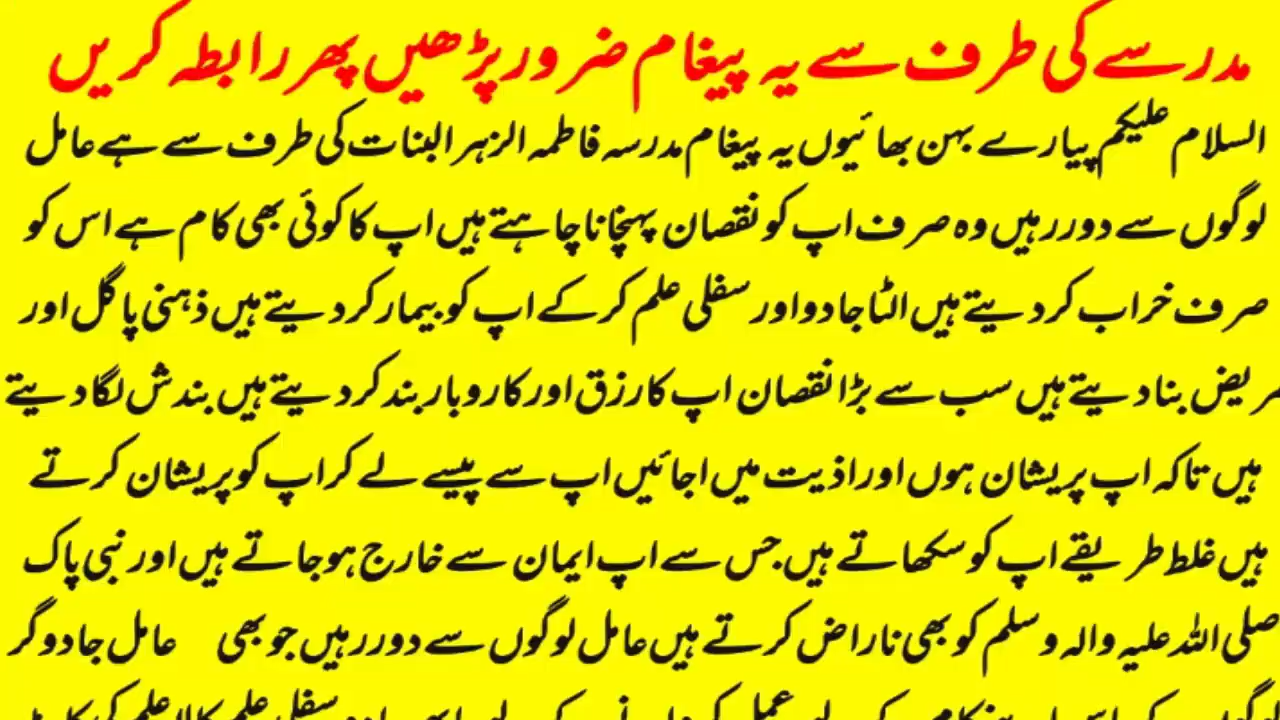 مدرسے کی طرف سے یہ پیغام ضرور پڑھیں پھر رابطہ کریں
السلام علیکم پیارے بہن بھائیوں یہ پیغام مدرسہ فاطمہ الزہرا البنات کی طرف سے ہے عامل
لوگوں سے دور رہیں وہ صرف اپ کو نقصان پہنچانا چاہتے ہیں اپ کا کوئی بھی کام ہے اس کو
صرف خراب کر دیتے ہیں الٹا جادو اور سفلی علم کر کے اپ کو بیمار کر دیتے ہیں ذہنی پاگل اور
مریض بنا دیتے ہیں سب سے بڑا نقصان اپ کا رزق اور کاروبار بند کر دیتے ہیں بندش لگا دیتے
ہیں تاکہ اپ پریشان ہوں اور اذیت میں اجائیں اپ سے پیسے لے کر اپ کو پریشان کرتے
ہیں غلط طریقے اپ کو سکھاتے ہیں جس سے اپ ایمان سے خارج ہو جاتے ہیں اور نبی پاک
صلی اللہ علیہ والہ وسلم کو بھی ناراض کرتے ہیں عامل لوگوں سے دور رہیں جو بھی عامل جادوگر